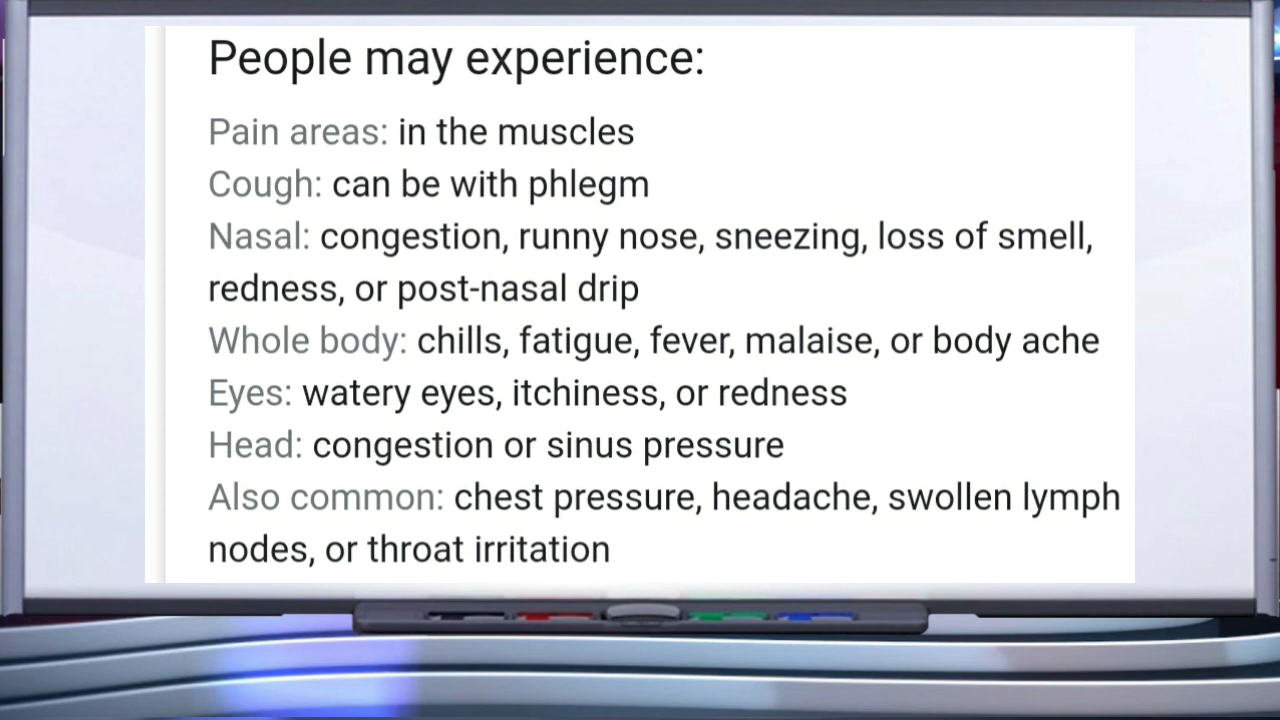 People may experience:
Pain areas: in the muscles
Cough: can be with phlegm
Nasal: congestion, runny nose, sneezing, loss of smell,
redness, or post-nasal drip
Whole body: chills, fatigue, fever, malaise, or body ache
Eyes: watery eyes, itchiness, or redness
Head: congestion or sinus pressure
Also common: chest pressure, headache, swollen lymph
nodes, or throat irritation